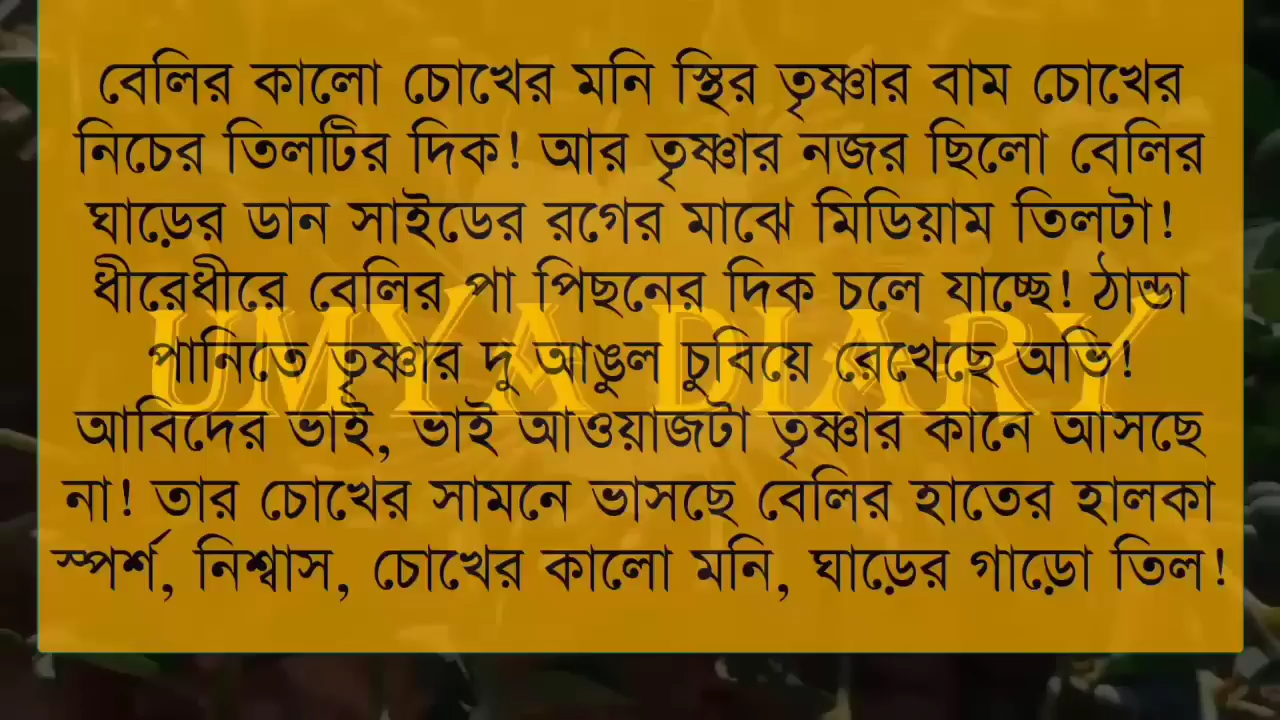 বেলির কালো চোখের মনি স্থির তৃষ্ণার বাম চোখের
নিচের তিলটির দিক! আর তৃষ্ণার নজর ছিলো বেলির
ঘাড়ের ডান সাইডের রগের মাঝে মিডিয়াম তিলটা!
ধীরেধীরে বেলির পা পিছনের দিক চলে যাচ্ছে! ঠান্ডা
পানিতে তৃষ্ণার দু আঙুল চুবিয়ে রেখেছে অভি!
UMYA DIARY
আবিদের ভাই, ভাই আওয়াজটা তৃষ্ণার কানে আসছে
না! তার চোখের সামনে ভাসছে বেলির হাতের হালকা
স্পর্শ, নিশ্বাস, চোখের কালো মনি, ঘাড়ের গাড়ো তিল!